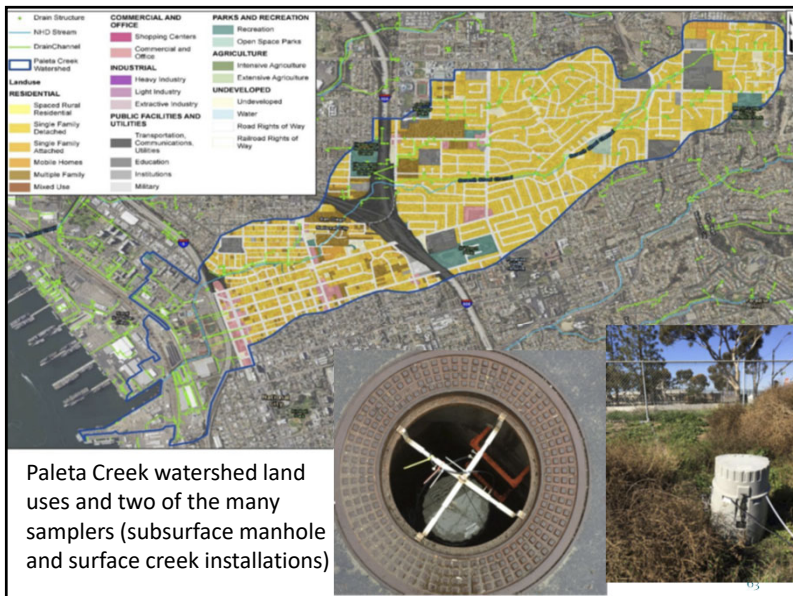 Drain Structure
NHD Stream
DrainChannel
Paleta Creek
Watershed
Landuse
RESIDENTIAL
Spaced Rural
Residential
Single Family
Detached
Single Family
Attached
Mobile Homes
Multiple Family
Mixed Use
COMMERCIAL AND
OFFICE
Shopping Centers
Commercial and
Office
INDUSTRIAL
Heavy Industry
Light Industry
Extractive Industry
PUBLIC FACILITIES AND
UTILITIES
Transportation,
Communications,
Utilities
Education
Institutions
Military
PARKS AND RECREATION
Recreation
Open Space Parks
AGRICULTURE
Intensive Agriculture
Extensive Agriculture
UNDEVELOPED
Undeveloped
Water
Road Rights of Way
Railroad Rights of
Way
Paleta Creek watershed land
uses and two of the many
samplers (subsurface manhole
and surface creek installations)
63